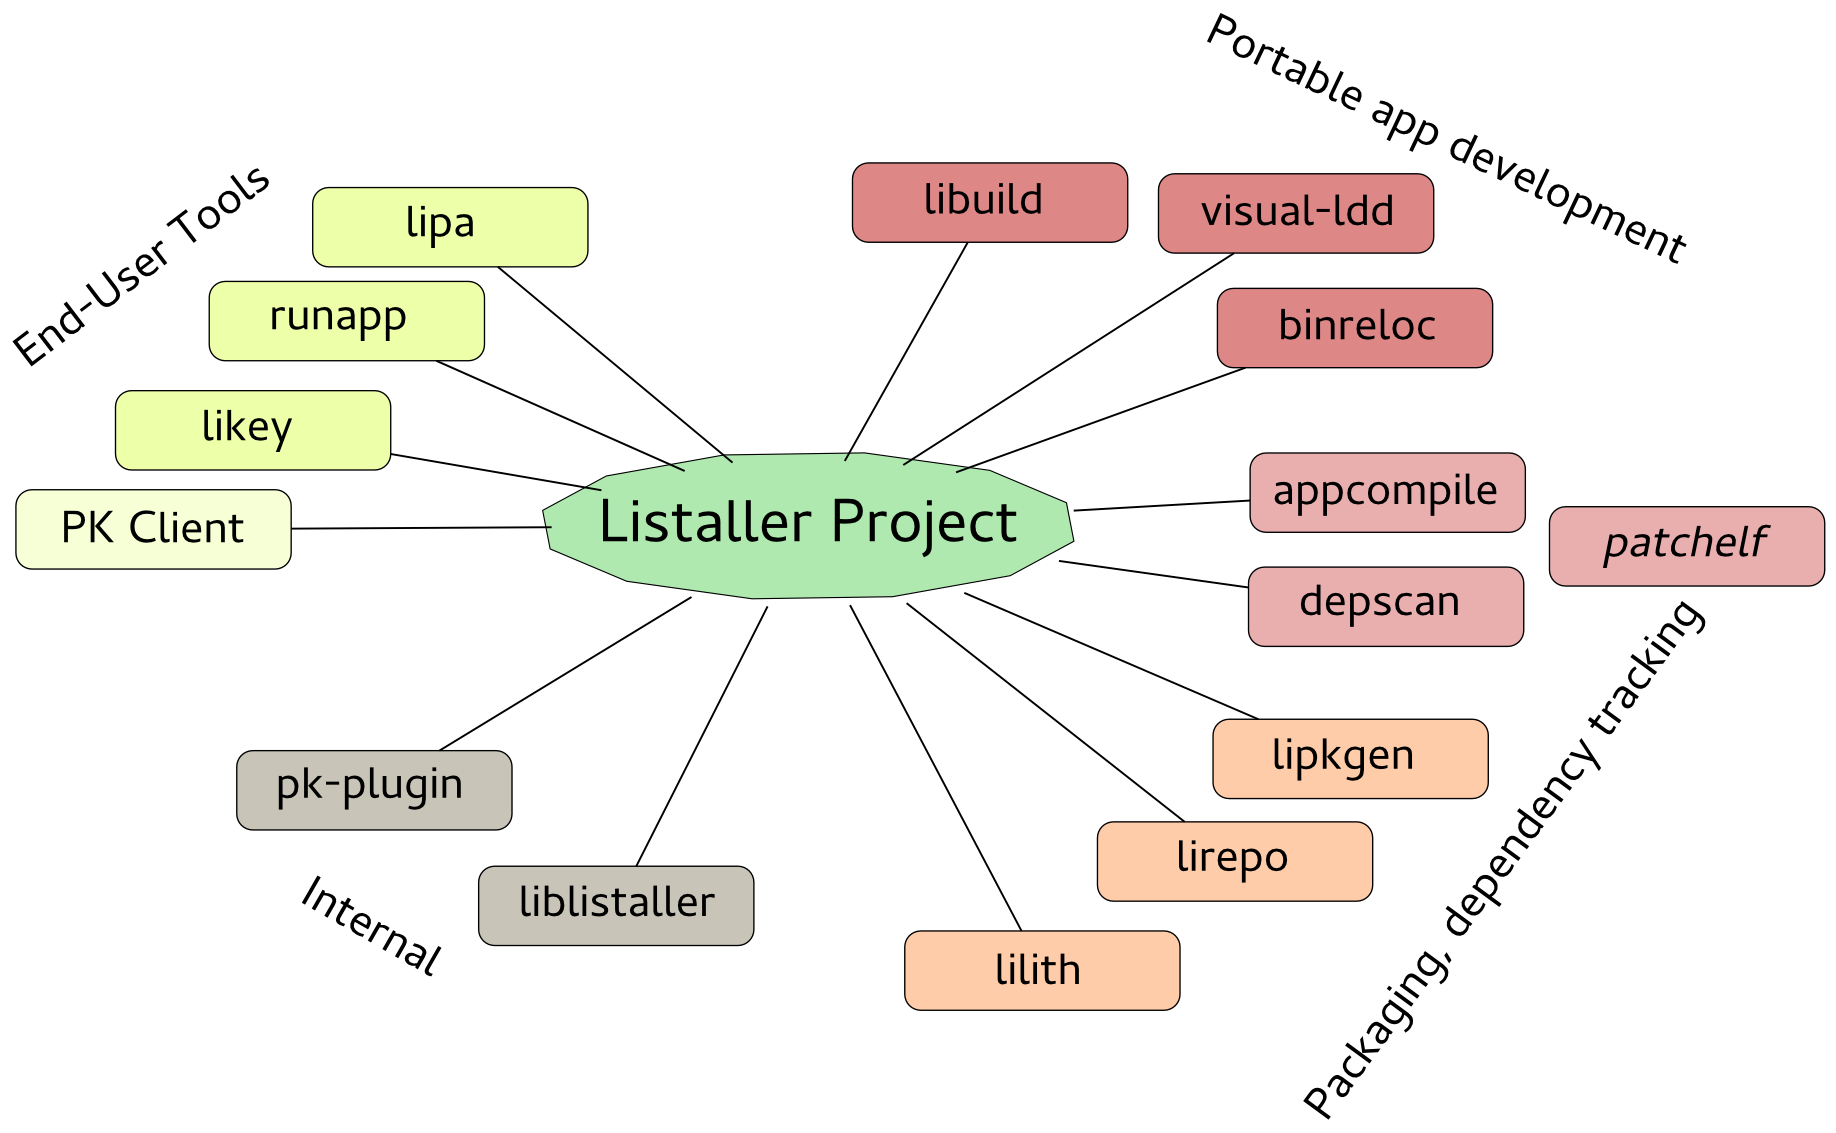 Portable app development
End-User Tools
lipa
libuild
visual-ldd
runapp
binreloc
likey
appcompile
PK Client
Listaller Project
patchelf
depscan
lipkgen
pk-plugin
lirepo
liblistaller
Internal
lilith
Packaging, dependency tracking